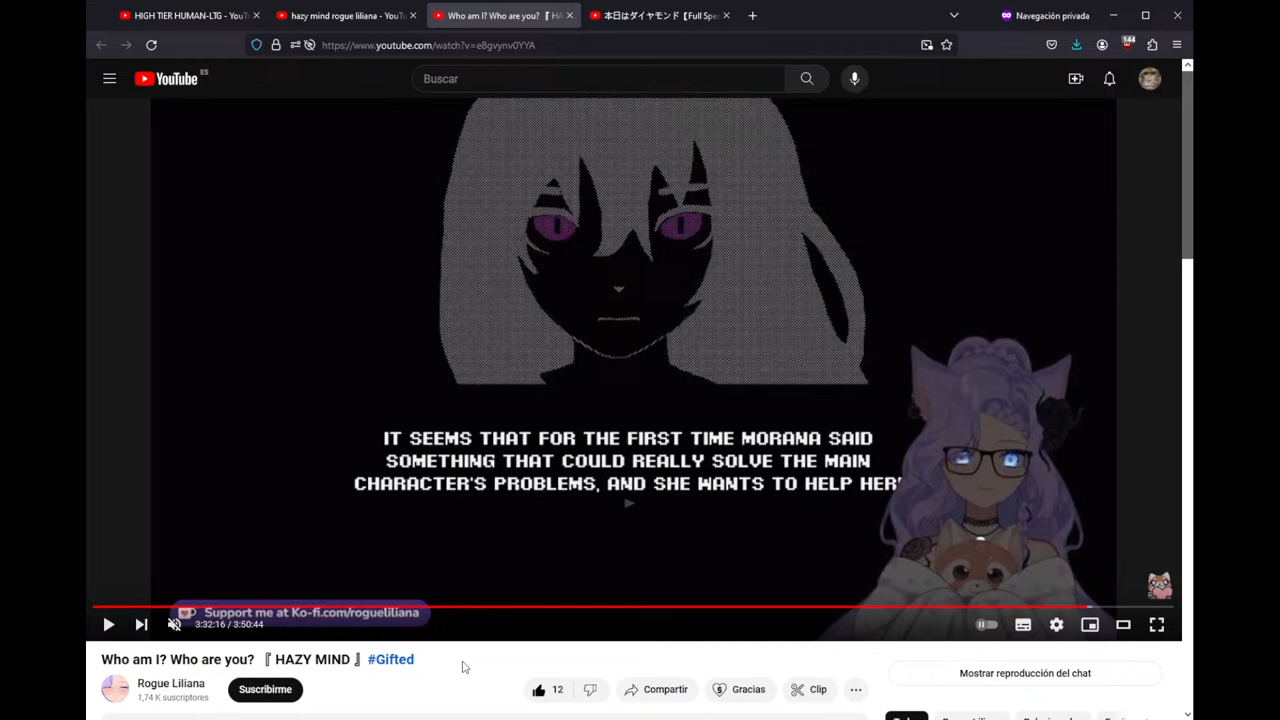 HIGH TIER HUMAN-LTG - YouT
hazy mind rogue liliana - YouTu
Who am I? Who are you? 『 HA
本日はダイヤモンド【Full Spec
144
Navegación privada
https://www.youtube.com/watch?v=e8gvynv0YYA
YouTube ES
Buscar
IT SEEMS THAT FOR THE FIRST TIME MORANA SAID
SOMETHING THAT COULD REALLY SOLVE THE MAIN
CHARACTER'S PROBLEMS, AND SHE WANTS TO HELP HER
Support me at Ko-fi.com/rogueliliana
3:32:16 / 3:50:44
Who am I? Who are you? 『 HAZY MIND 』 #Gifted
Mostrar reproducción del chat
Rogue Liliana
1,74 K suscriptores
Suscribirme
12
Compartir
Gracias
Clip